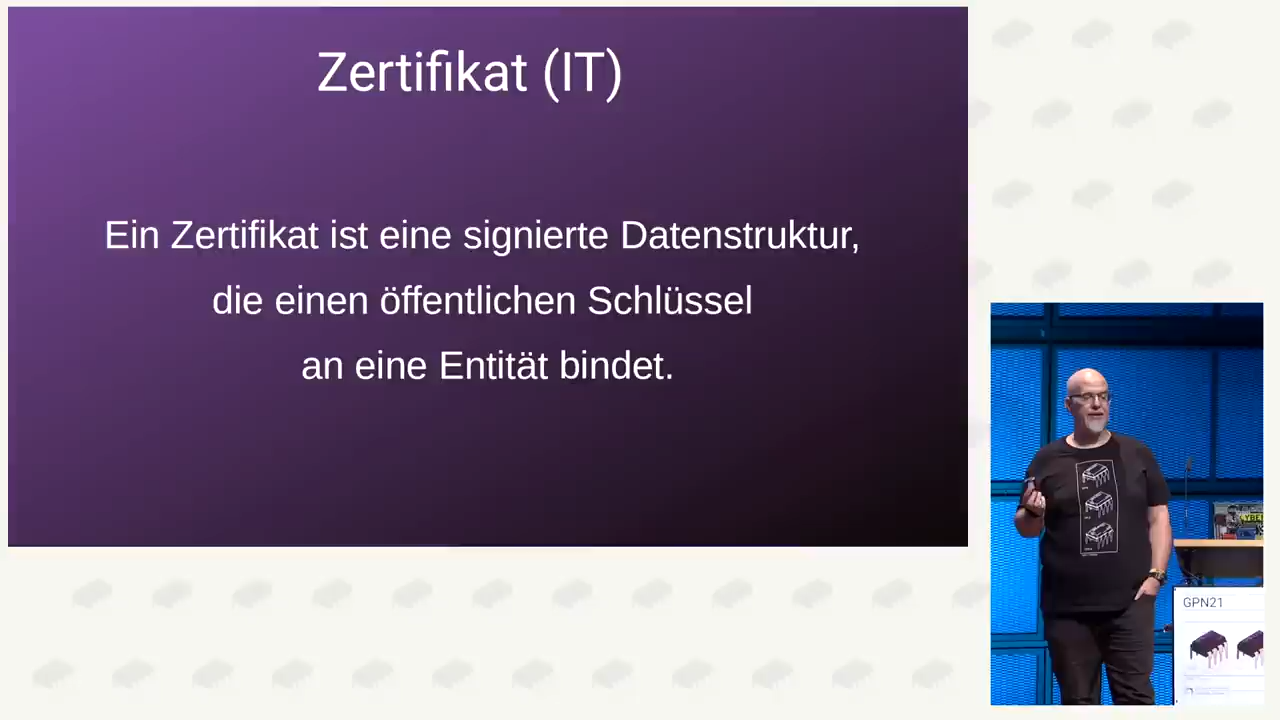 Zertifikat (IT)
Ein Zertifikat ist eine signierte Datenstruktur,
die einen öffentlichen Schlüssel
an eine Entität bindet.
GPN21